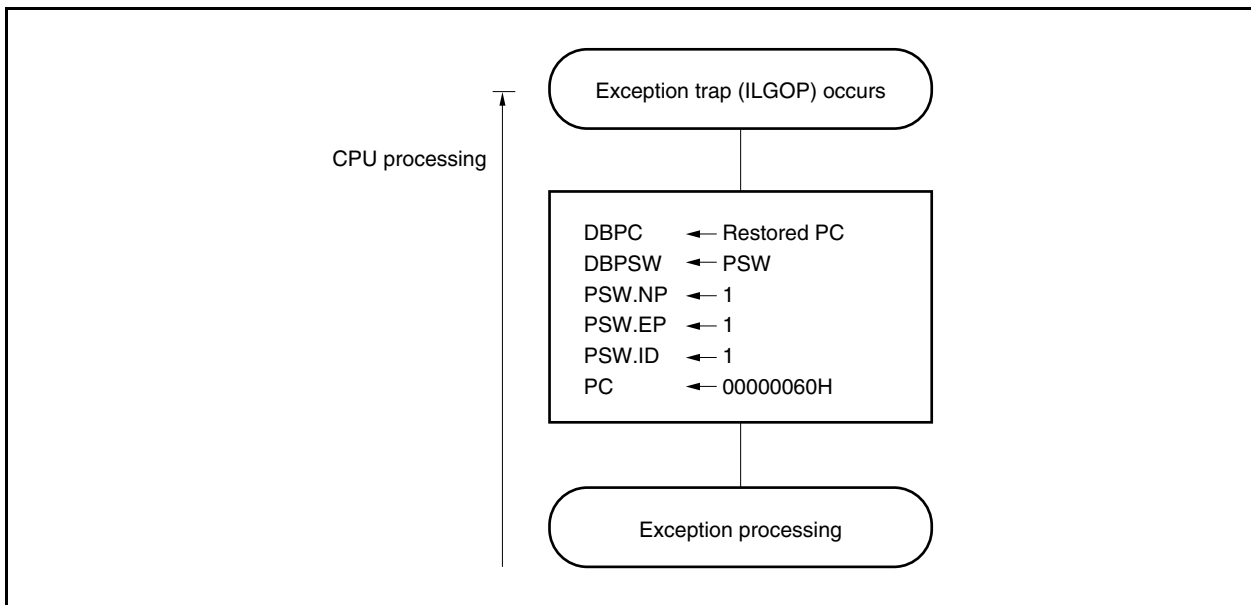 Exception trap (ILGOP) occurs
CPU processing
DBPC ← Restored PC
DBPSW ← PSW
PSW.NP ← 1
PSW.EP ← 1
PSW.ID ← 1
PC ← 00000060H
Exception processing